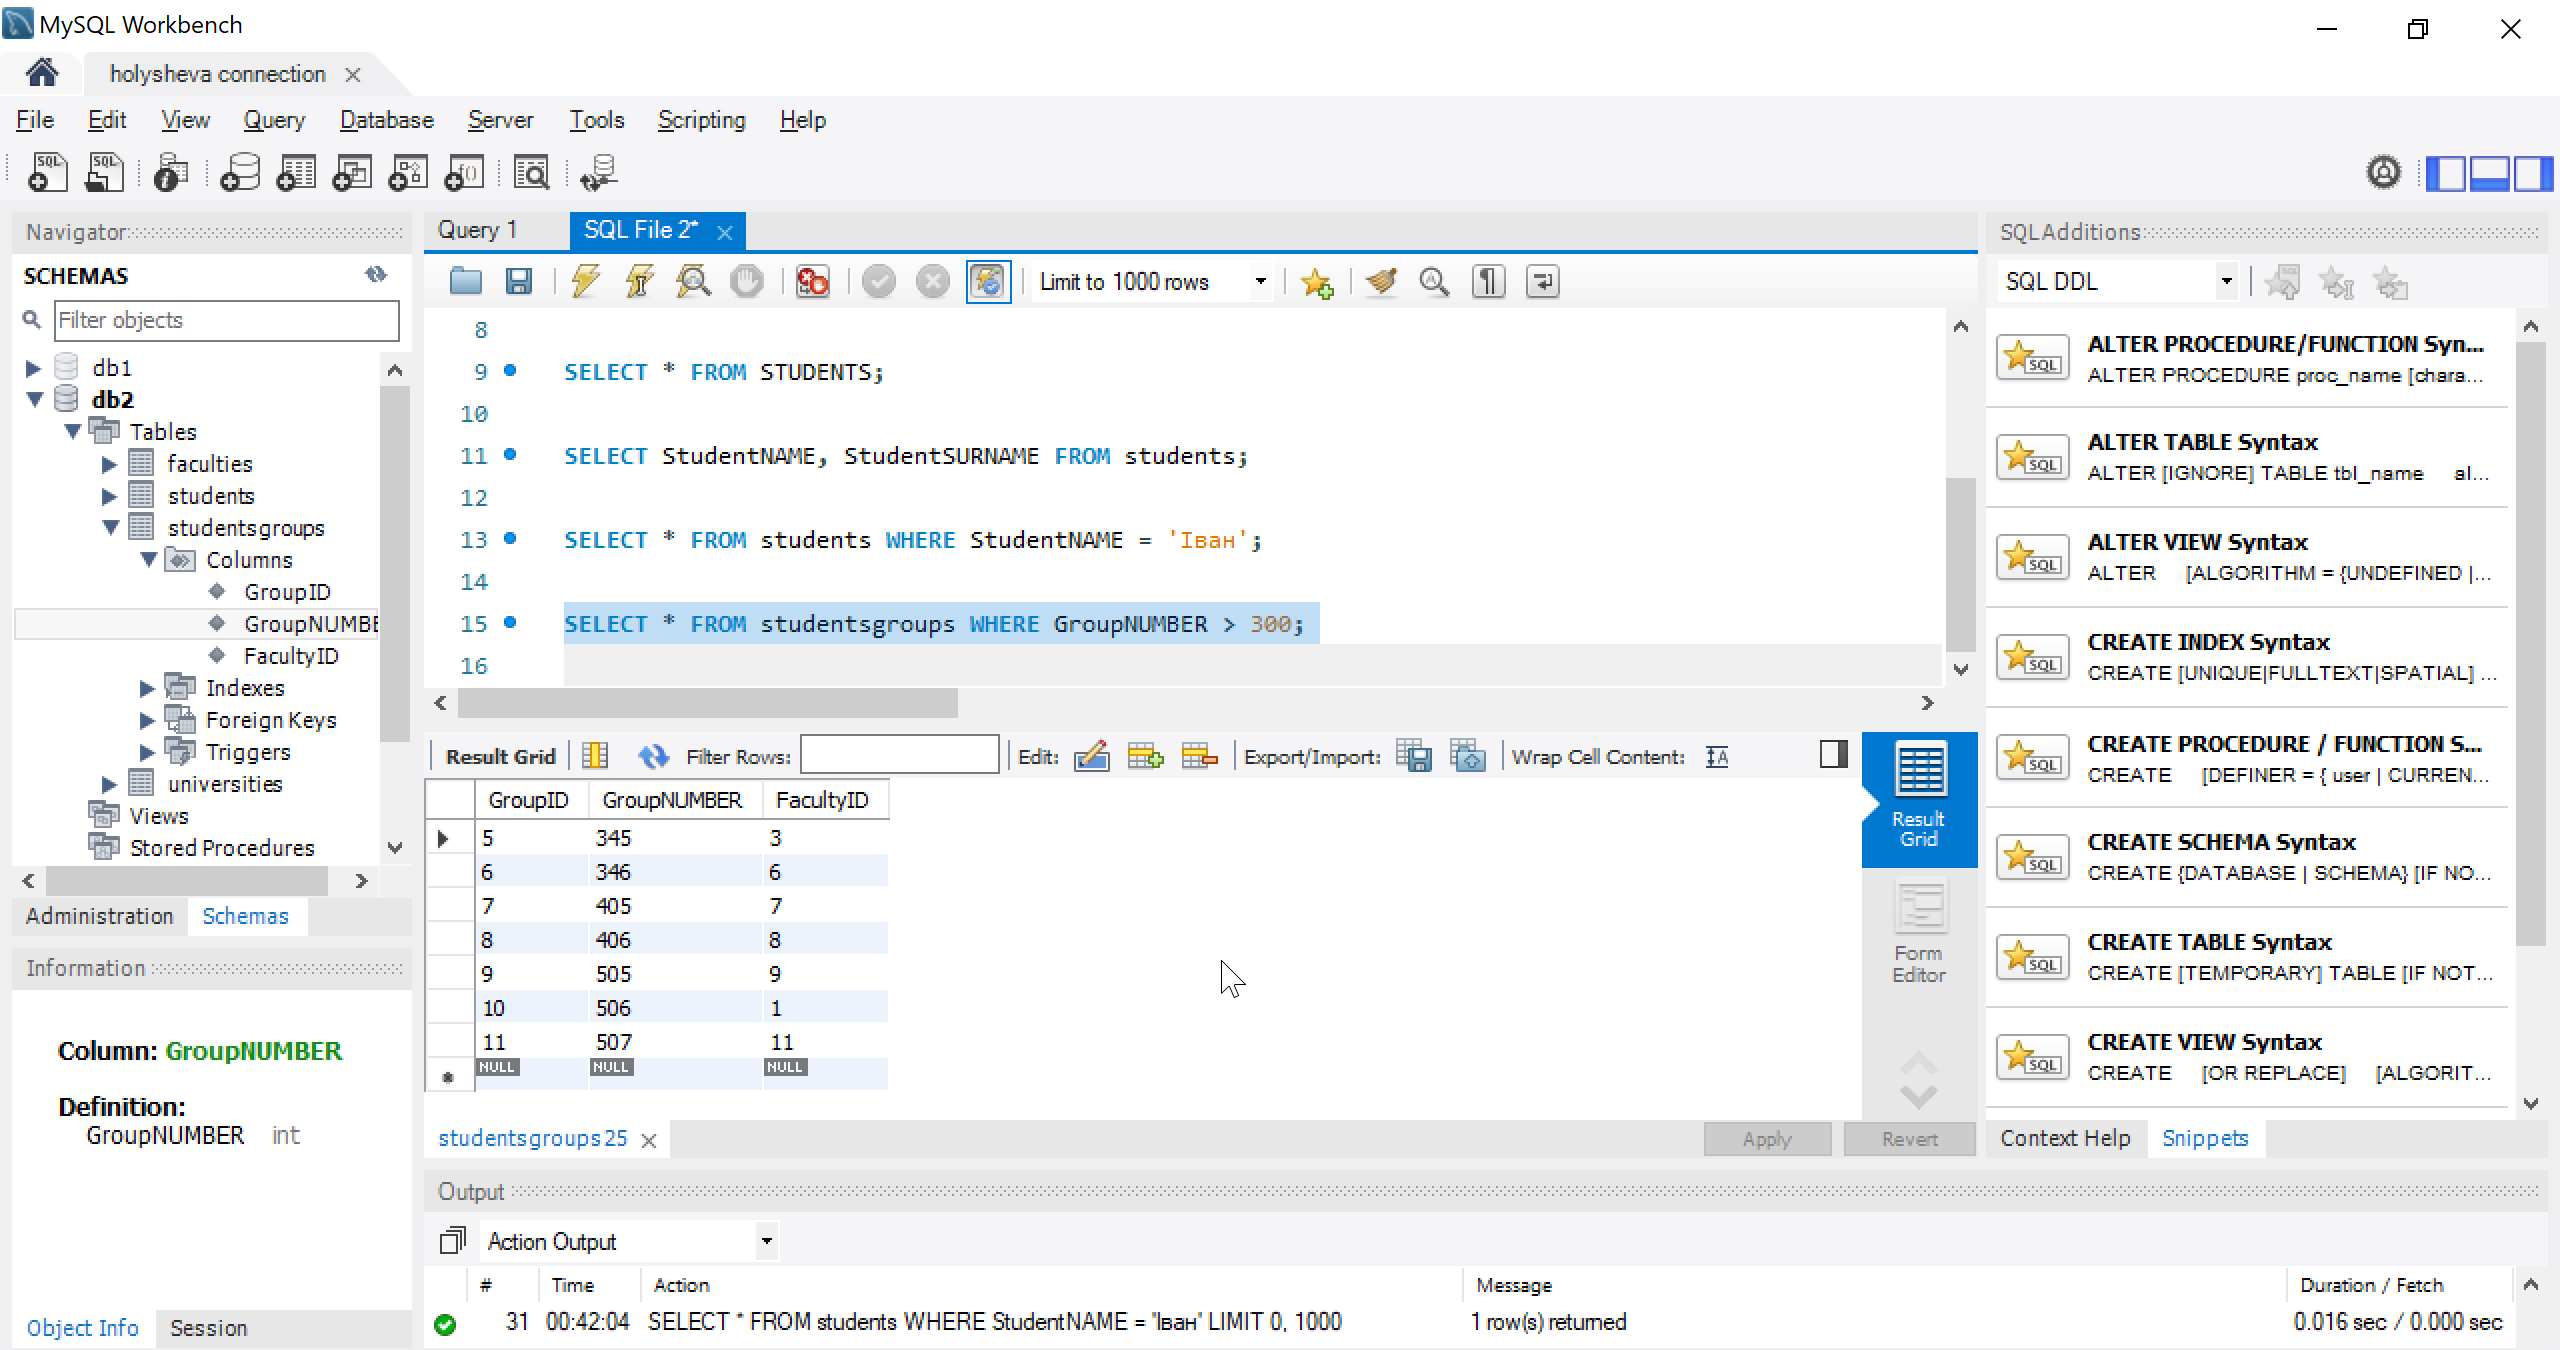 MySQL Workbench
holysheva connection
File Edit View Query Database Server Tools Scripting Help
Navigator
SCHEMAS
Filter objects
db1
db2
Tables
faculties
students
studentsgroups
Columns
GroupID
GroupNUMBE
FacultyID
Indexes
Foreign Keys
Triggers
universities
Views
Stored Procedures
Administration Schemas
Information
Column: GroupNUMBER
Definition:
GroupNUMBER int
Object Info Session
Query 1 SQL File 2*
Limit to 1000 rows
8
9 SELECT * FROM STUDENTS;
10
11 SELECT StudentNAME, StudentSURNAME FROM students;
12
13 SELECT * FROM students WHERE StudentNAME = 'Іван';
14
15 SELECT * FROM studentsgroups WHERE GroupNUMBER > 300;
16
Result Grid Filter Rows: Edit: Export/Import: Wrap Cell Content:
GroupID GroupNUMBER FacultyID
5 345 3
6 346 6
7 405 7
8 406 8
9 505 9
10 506 1
11 507 11
NULL NULL NULL
Result
Grid
Form
Editor
studentsgroups 25 Apply Revert
Output
Action Output
# Time Action Message Duration / Fetch
31 00:42:04 SELECT * FROM students WHERE StudentNAME = 'Іван' LIMIT 0, 1000 1 row(s) returned 0.016 sec / 0.000 sec
SQLAdditions
SQL DDL
ALTER PROCEDURE/FUNCTION Syn...
ALTER PROCEDURE proc_name [chara...
ALTER TABLE Syntax
ALTER [IGNORE] TABLE tbl_name al...
ALTER VIEW Syntax
ALTER [ALGORITHM = {UNDEFINED |...
CREATE INDEX Syntax
CREATE [UNIQUE|FULLTEXT|SPATIAL] ...
CREATE PROCEDURE / FUNCTION S...
CREATE [DEFINER = { user | CURREN...
CREATE SCHEMA Syntax
CREATE {DATABASE | SCHEMA} [IF NO...
CREATE TABLE Syntax
CREATE [TEMPORARY] TABLE [IF NOT...
CREATE VIEW Syntax
CREATE [OR REPLACE] [ALGORIT...
Context Help Snippets